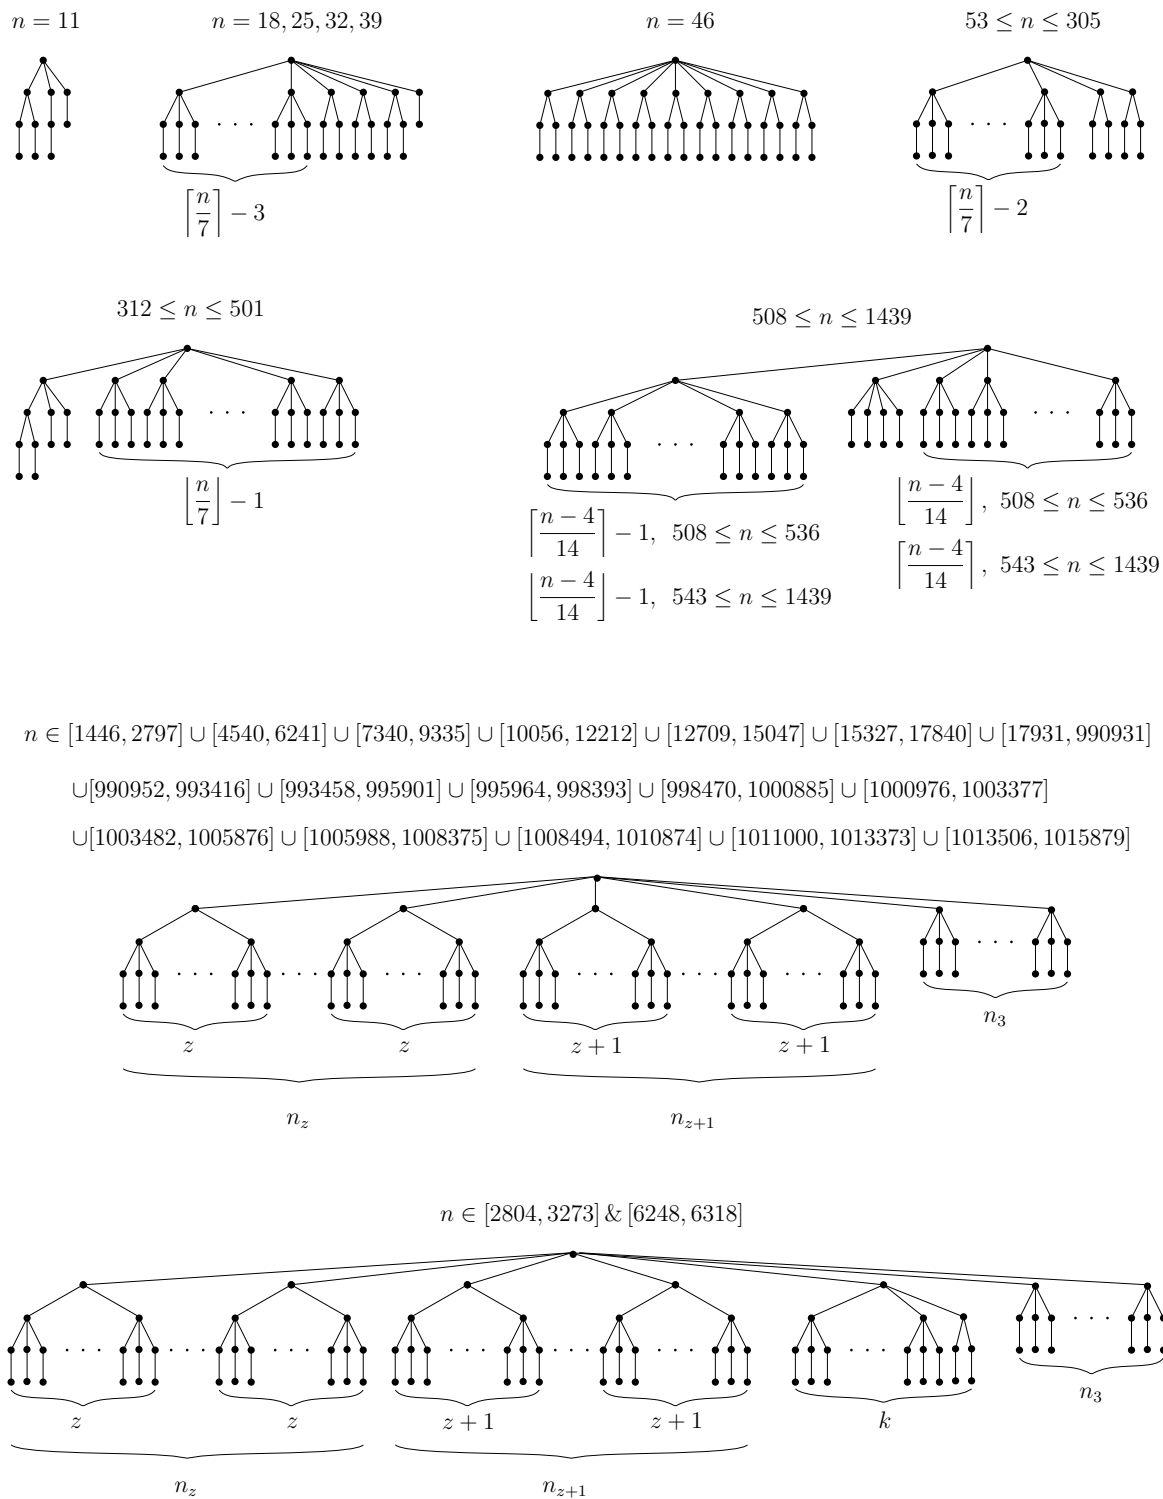 n = 11
n = 18, 25, 32, 39
n = 46
53 ≤ n ≤ 305
· · ·
· · ·
⌈n/7⌉ − 3
⌈n/7⌉ − 2
312 ≤ n ≤ 501
508 ≤ n ≤ 1439
· · ·
· · ·
· · ·
⌊n/7⌋ − 1
⌈(n − 4)/14⌉ − 1, 508 ≤ n ≤ 536
⌊(n − 4)/14⌋ − 1, 543 ≤ n ≤ 1439
⌊(n − 4)/14⌋, 508 ≤ n ≤ 536
⌈(n − 4)/14⌉, 543 ≤ n ≤ 1439
n ∈ [1446, 2797] ∪ [4540, 6241] ∪ [7340, 9335] ∪ [10056, 12212] ∪ [12709, 15047] ∪ [15327, 17840] ∪ [17931, 990931]
∪[990952, 993416] ∪ [993458, 995901] ∪ [995964, 998393] ∪ [998470, 1000885] ∪ [1000976, 1003377]
∪[1003482, 1005876] ∪ [1005988, 1008375] ∪ [1008494, 1010874] ∪ [1011000, 1013373] ∪ [1013506, 1015879]
· · ·
· · · · · · · · · · · · · · · · · ·
z z z + 1 z + 1 n₃
n_z n_{z+1}
n ∈ [2804, 3273] & [6248, 6318]
· · ·
· · · · · · · · · · · · · · · · · · · · ·
z z z + 1 z + 1 k n₃
n_z n_{z+1}